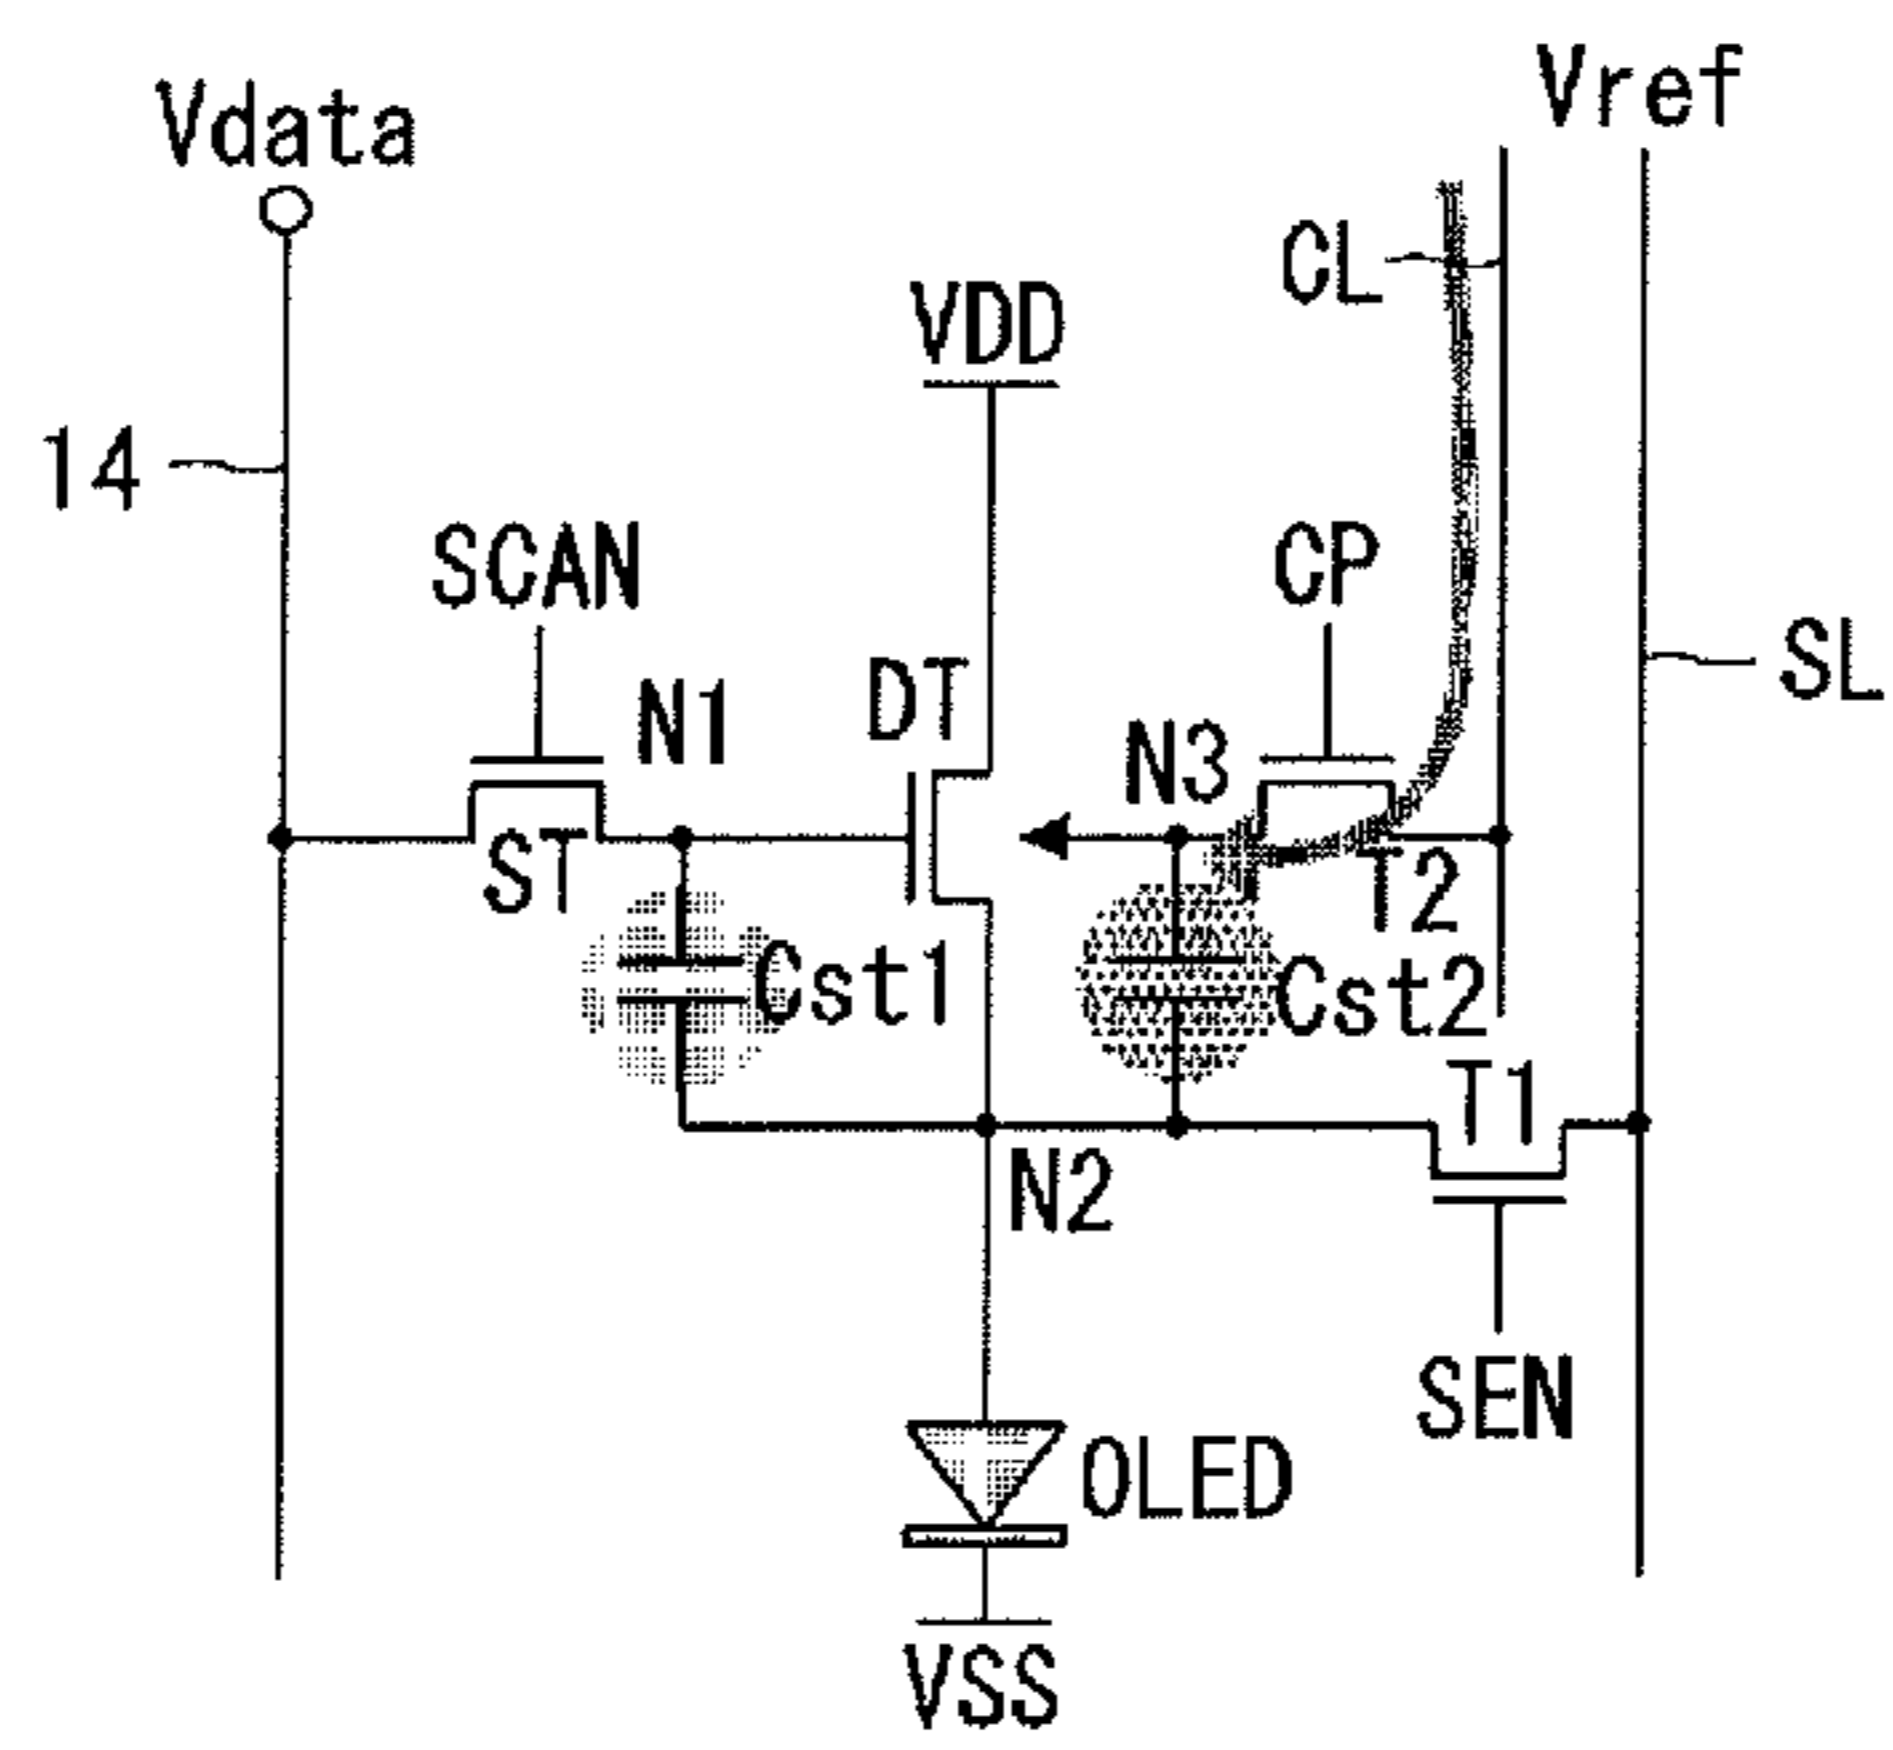 Vref
Vdata
CL
VDD
14
SCAN
CP
SL
N1
DT
N3
ST
T2
Cst1
Cst2
T1
N2
SEN
OLED
VSS